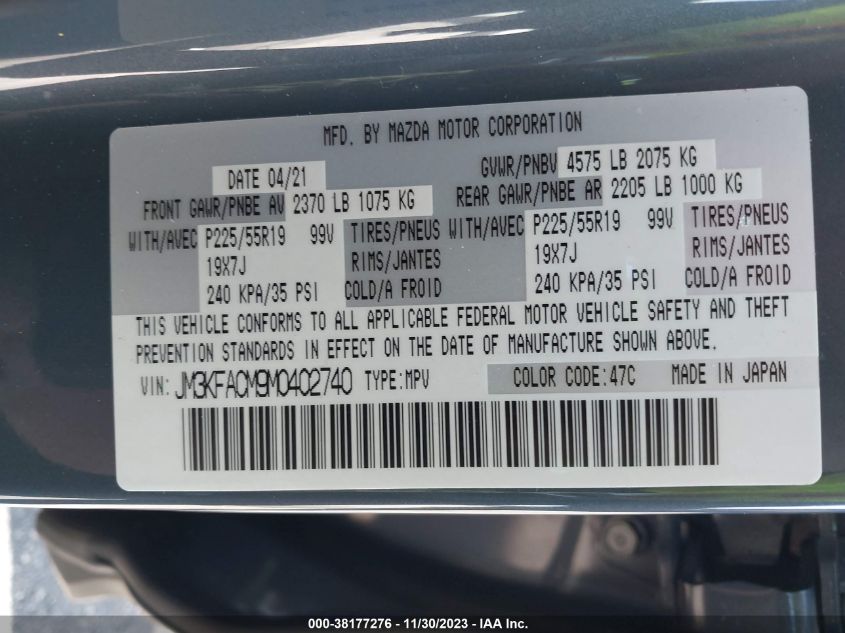 MFD. BY MAZDA MOTOR CORPORATION
DATE 04/21 GVWR/PNBV 4575 LB 2075 KG
FRONT GAWR/PNBE AV 2370 LB 1075 KG REAR GAWR/PNBE AR 2205 LB 1000 KG
WITH/AVEC P225/55R19 99V TIRES/PNEUS WITH/AVEC P225/55R19 99V TIRES/PNEUS
19X7J RIMS/JANTES 19X7J RIMS/JANTES
240 KPA/35 PSI COLD/A FROID 240 KPA/35 PSI COLD/A FROID
THIS VEHICLE CONFORMS TO ALL APPLICABLE FEDERAL MOTOR VEHICLE SAFETY AND THEFT
PREVENTION STANDARDS IN EFFECT ON THE DATE OF MANUFACTURE SHOWN ABOVE.
VIN: JM3KFACM9M0402740 TYPE:MPV COLOR CODE:47C MADE IN JAPAN
000-38177276 - 11/30/2023 - IAA Inc.